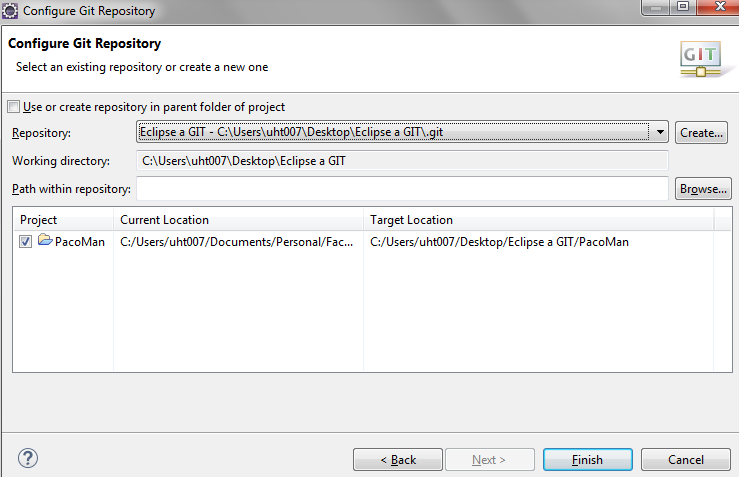 Configure Git Repository
Configure Git Repository
Select an existing repository or create a new one
GIT
Use or create repository in parent folder of project
Repository: Eclipse a GIT - C:\Users\uht007\Desktop\Eclipse a GIT\.git Create...
Working directory: C:\Users\uht007\Desktop\Eclipse a GIT
Path within repository: Browse...
Project Current Location Target Location
PacoMan C:/Users/uht007/Documents/Personal/Fac... C:/Users/uht007/Desktop/Eclipse a GIT/PacoMan
? < Back Next > Finish Cancel